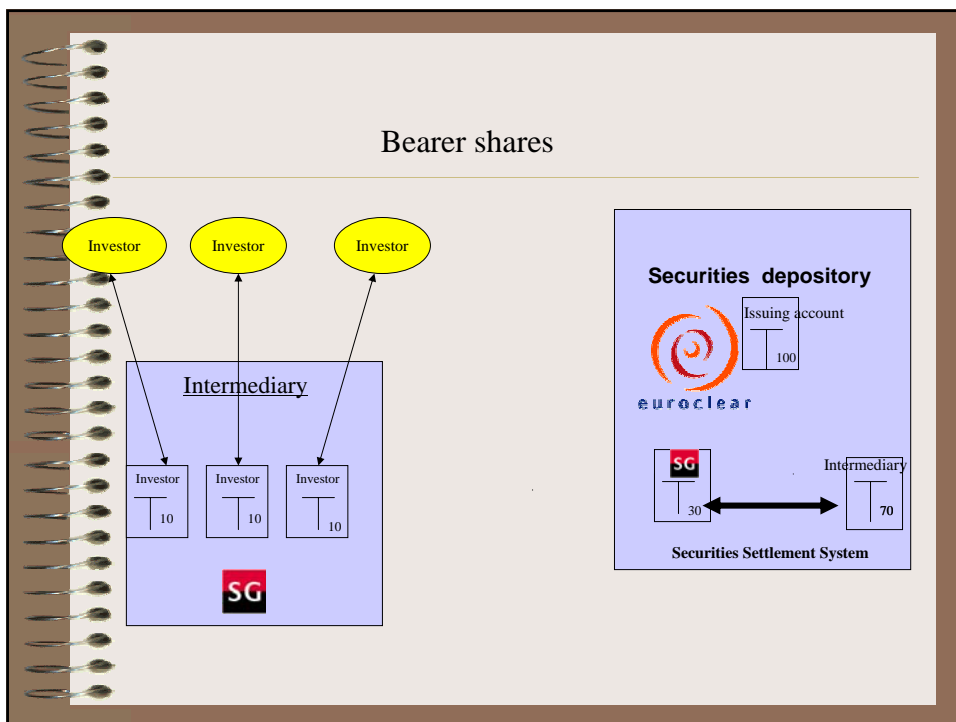 Bearer shares
Investor
Investor
Investor
Intermediary
Investor
10
Investor
10
Investor
10
SG
Securities depository
Issuing account
100
euroclear
SG
30
Intermediary
70
Securities Settlement System